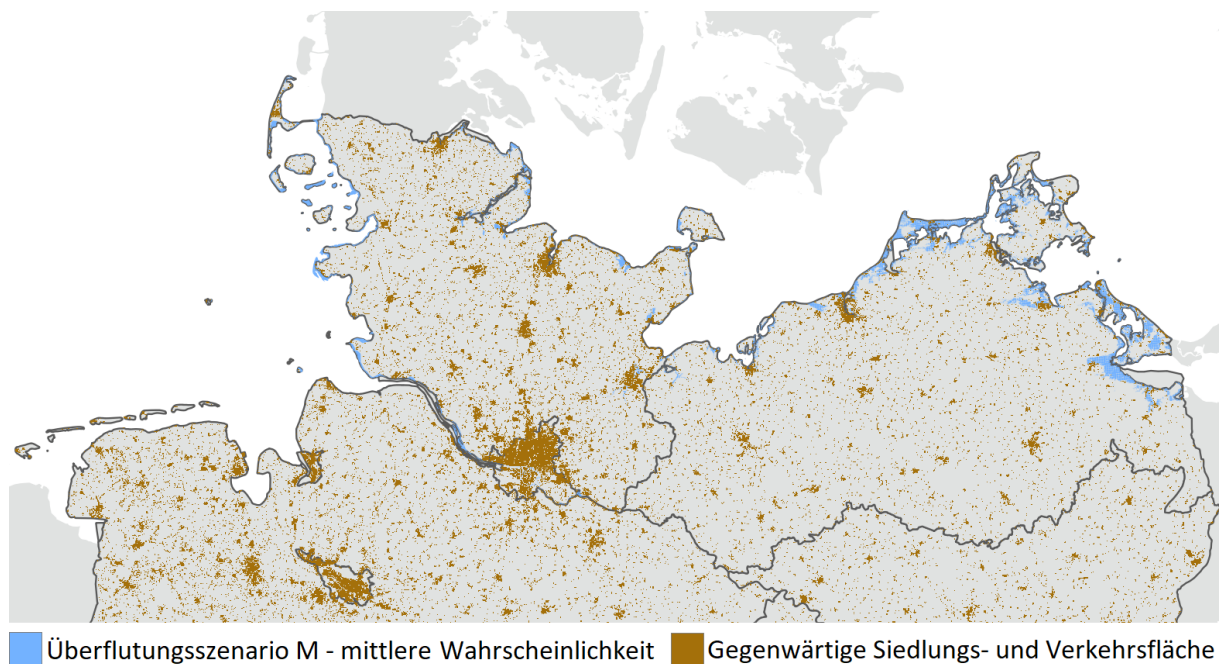 Überflutungsszenario M - mittlere Wahrscheinlichkeit
Gegenwärtige Siedlungs- und Verkehrsfläche